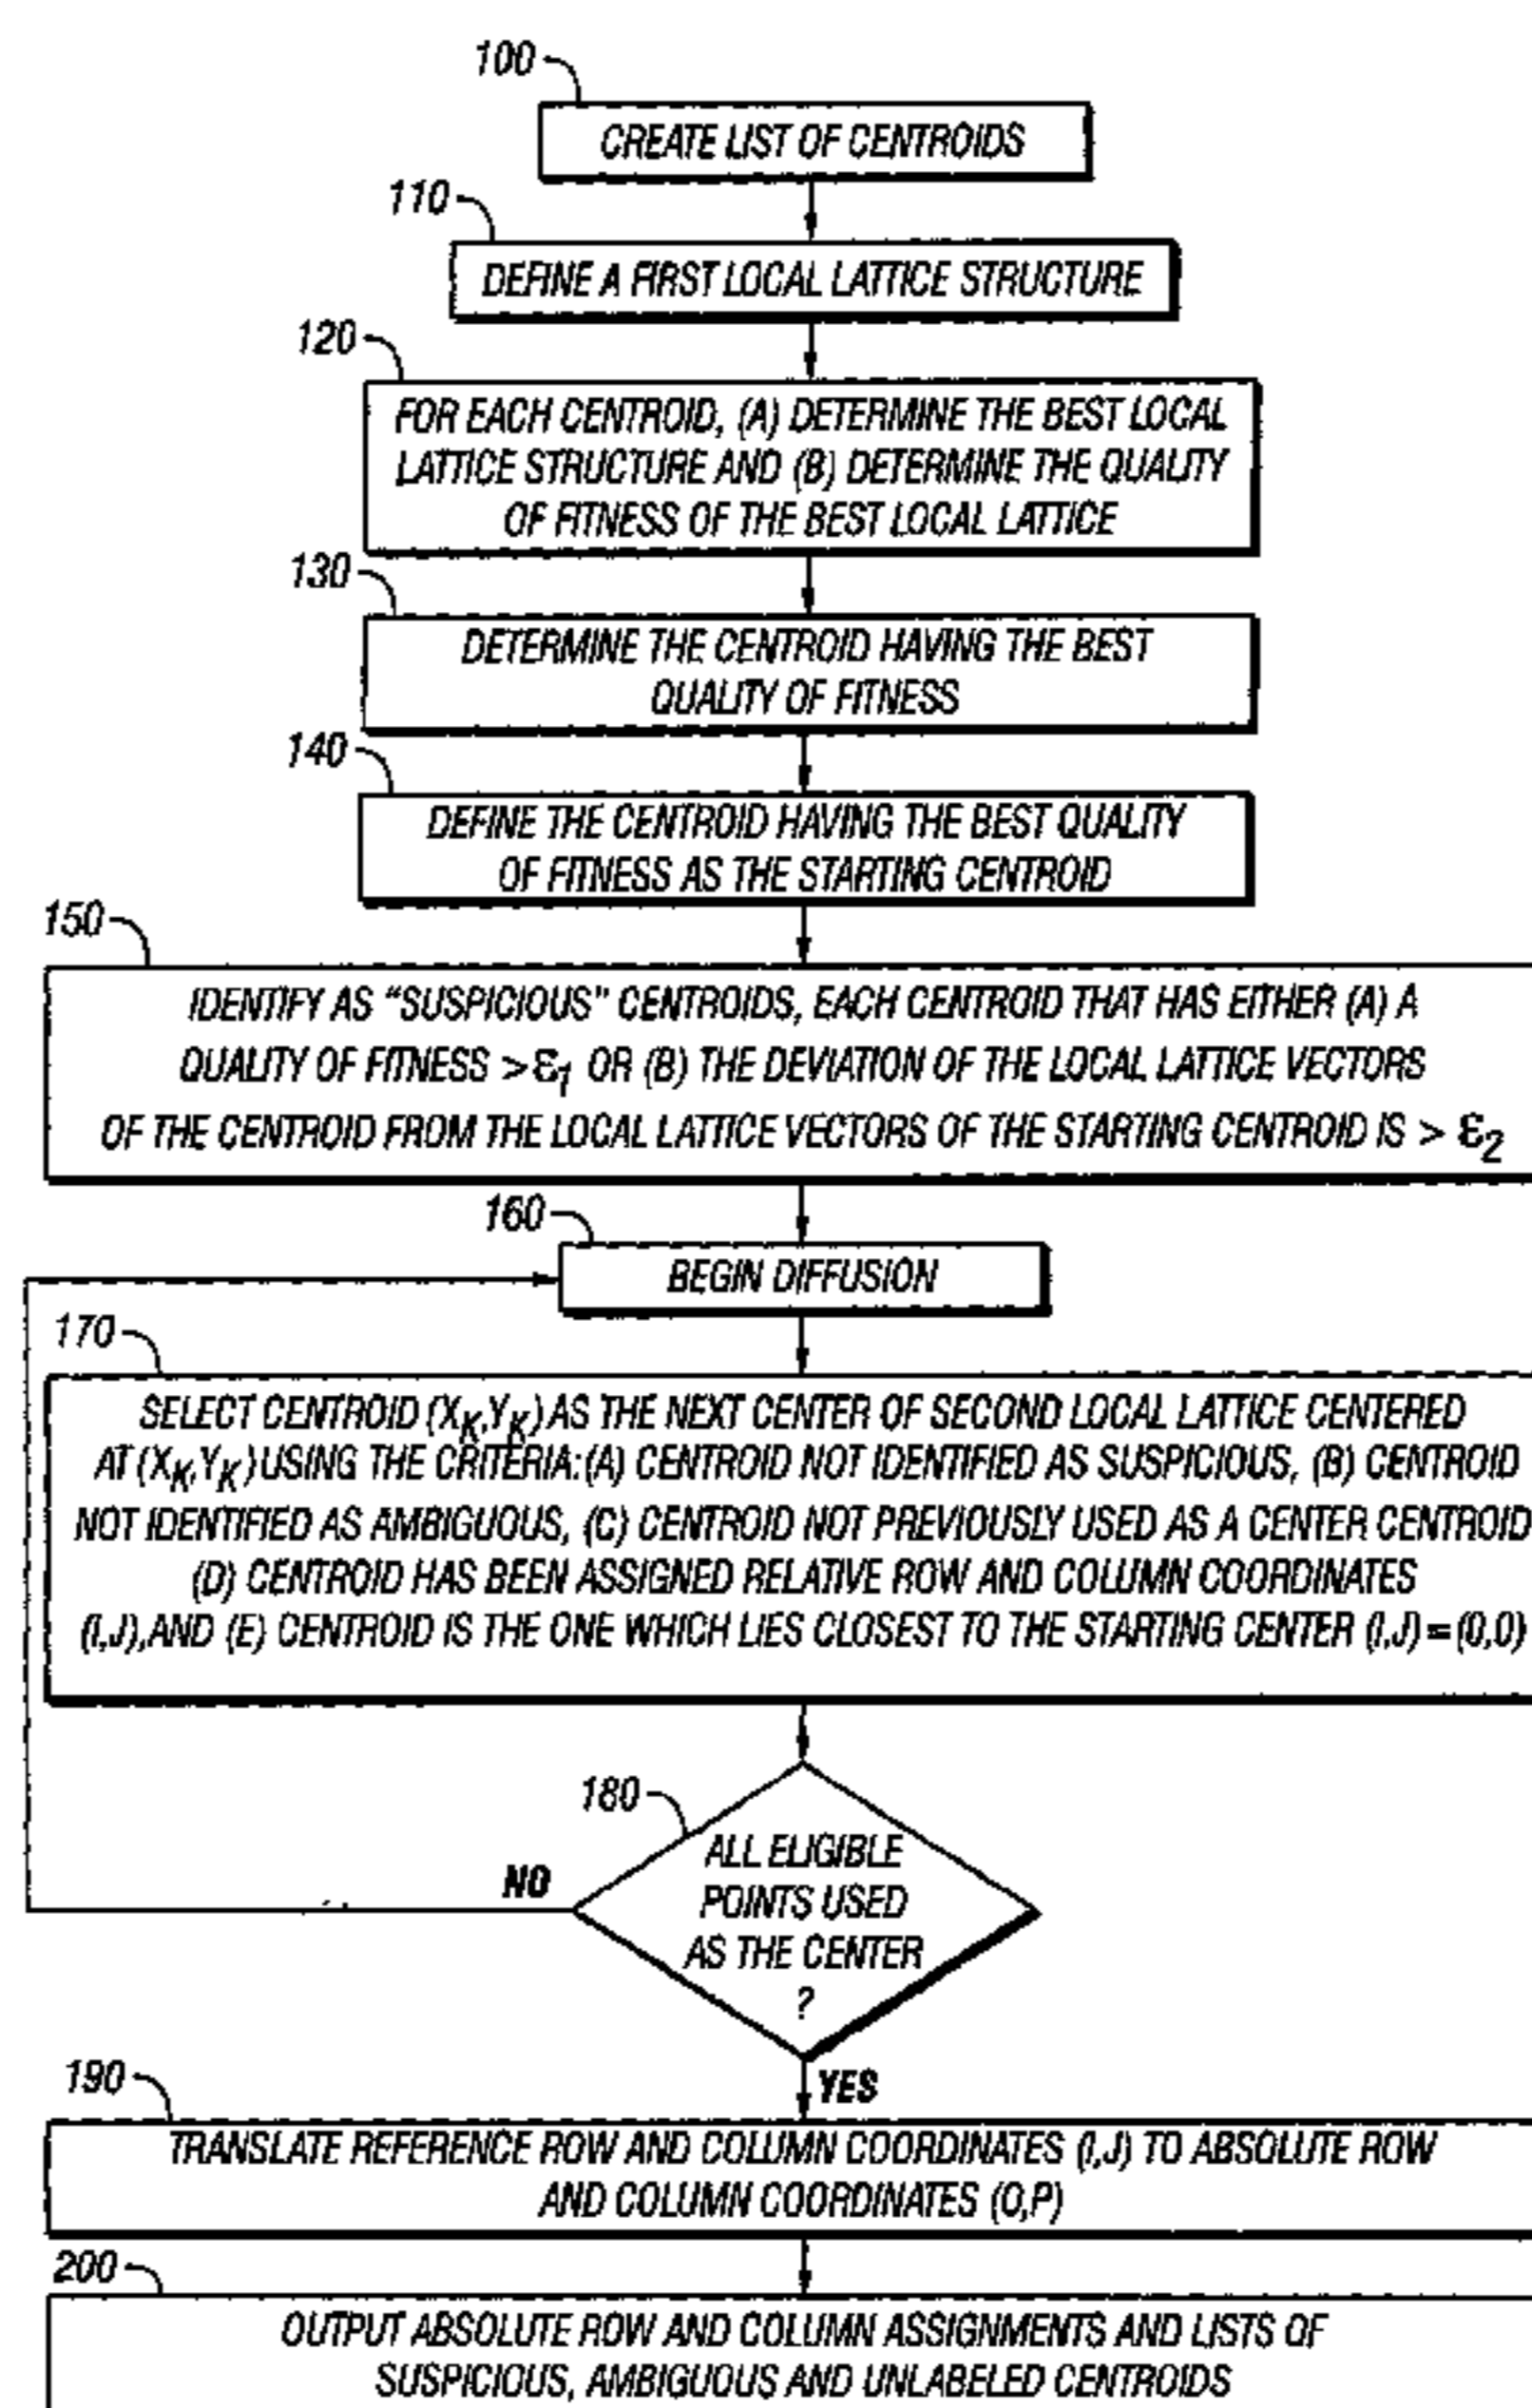 100
CREATE LIST OF CENTROIDS
110
DEFINE A FIRST LOCAL LATTICE STRUCTURE
120
FOR EACH CENTROID, (A) DETERMINE THE BEST LOCAL
LATTICE STRUCTURE AND (B) DETERMINE THE QUALITY
OF FITNESS OF THE BEST LOCAL LATTICE
130
DETERMINE THE CENTROID HAVING THE BEST
QUALITY OF FITNESS
140
DEFINE THE CENTROID HAVING THE BEST QUALITY
OF FITNESS AS THE STARTING CENTROID
150
IDENTIFY AS “SUSPICIOUS” CENTROIDS, EACH CENTROID THAT HAS EITHER (A) A
QUALITY OF FITNESS > ε1 OR (B) THE DEVIATION OF THE LOCAL LATTICE VECTORS
OF THE CENTROID FROM THE LOCAL LATTICE VECTORS OF THE STARTING CENTROID IS > ε2
160
BEGIN DIFFUSION
170
SELECT CENTROID (XK,YK) AS THE NEXT CENTER OF SECOND LOCAL LATTICE CENTERED
AT (XK,YK) USING THE CRITERIA: (A) CENTROID NOT IDENTIFIED AS SUSPICIOUS, (B) CENTROID
NOT IDENTIFIED AS AMBIGUOUS, (C) CENTROID NOT PREVIOUSLY USED AS A CENTER CENTROID
(D) CENTROID HAS BEEN ASSIGNED RELATIVE ROW AND COLUMN COORDINATES
(I,J), AND (E) CENTROID IS THE ONE WHICH LIES CLOSEST TO THE STARTING CENTER (I,J) = (0,0)
180
ALL ELIGIBLE
POINTS USED
AS THE CENTER
?
NO
YES
190
TRANSLATE REFERENCE ROW AND COLUMN COORDINATES (I,J) TO ABSOLUTE ROW
AND COLUMN COORDINATES (O,P)
200
OUTPUT ABSOLUTE ROW AND COLUMN ASSIGNMENTS AND LISTS OF
SUSPICIOUS, AMBIGUOUS AND UNLABELED CENTROIDS